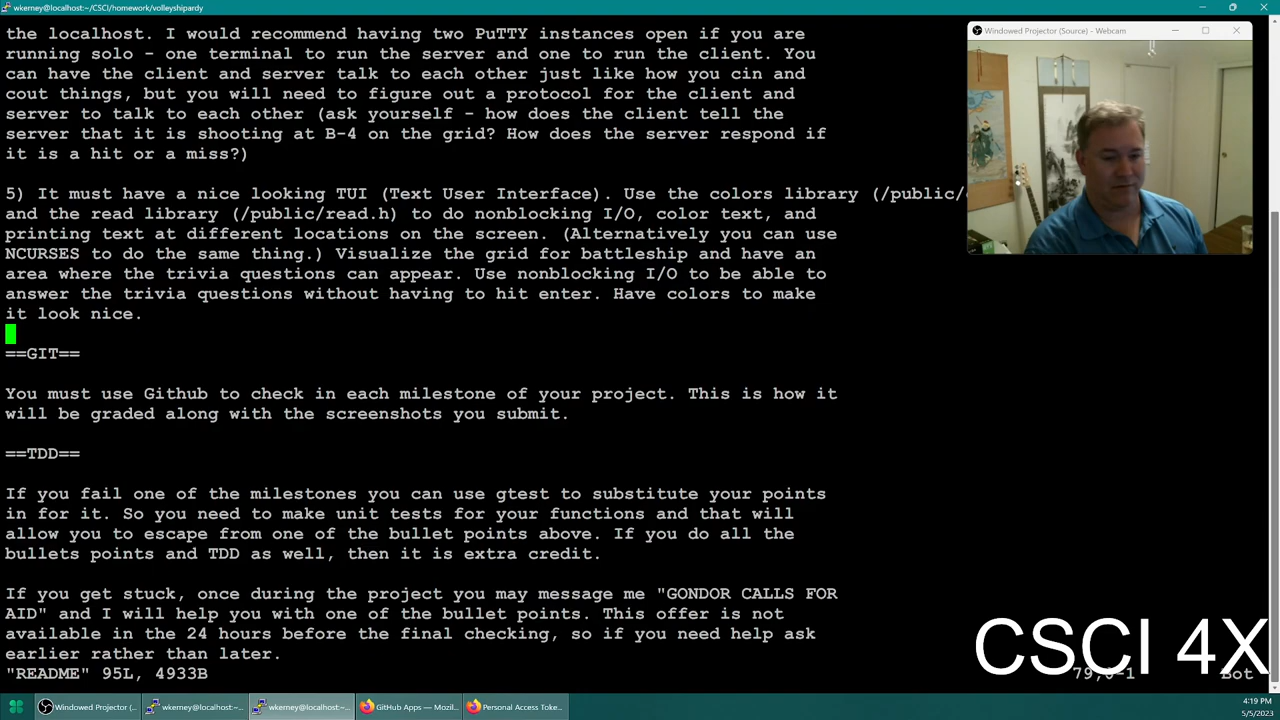 wkerney@localhost:~/CSCI/homework/volleyshipardy
the localhost. I would recommend having two PuTTY instances open if you are
running solo - one terminal to run the server and one to run the client. You
can have the client and server talk to each other just like how you cin and
cout things, but you will need to figure out a protocol for the client and
server to talk to each other (ask yourself - how does the client tell the
server that it is shooting at B-4 on the grid? How does the server respond if
it is a hit or a miss?)
5) It must have a nice looking TUI (Text User Interface). Use the colors library (/public/
and the read library (/public/read.h) to do nonblocking I/O, color text, and
printing text at different locations on the screen. (Alternatively you can use
NCURSES to do the same thing.) Visualize the grid for battleship and have an
area where the trivia questions can appear. Use nonblocking I/O to be able to
answer the trivia questions without having to hit enter. Have colors to make
it look nice.
==GIT==
You must use Github to check in each milestone of your project. This is how it
will be graded along with the screenshots you submit.
==TDD==
If you fail one of the milestones you can use gtest to substitute your points
in for it. So you need to make unit tests for your functions and that will
allow you to escape from one of the bullet points above. If you do all the
bullets points and TDD as well, then it is extra credit.
If you get stuck, once during the project you may message me "GONDOR CALLS FOR
AID" and I will help you with one of the bullet points. This offer is not
available in the 24 hours before the final checking, so if you need help ask
earlier rather than later.
"README" 95L, 4933B
Bot
Windowed Projector (Source) - Webcam
CSCI 4X
Windowed Projector (...
wkerney@localhost:~...
wkerney@localhost:~...
GitHub Apps — Mozil...
Personal Access Toke...
4:19 PM
5/5/2023